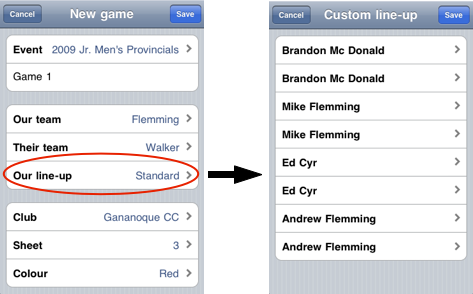 Cancel New game Save
Event 2009 Jr. Men's Provincials
Game 1
Our team Flemming
Their team Walker
Our line-up Standard
Club Gananoque CC
Sheet 3
Colour Red
Cancel Custom line-up Save
Brandon Mc Donald
Brandon Mc Donald
Mike Flemming
Mike Flemming
Ed Cyr
Ed Cyr
Andrew Flemming
Andrew Flemming